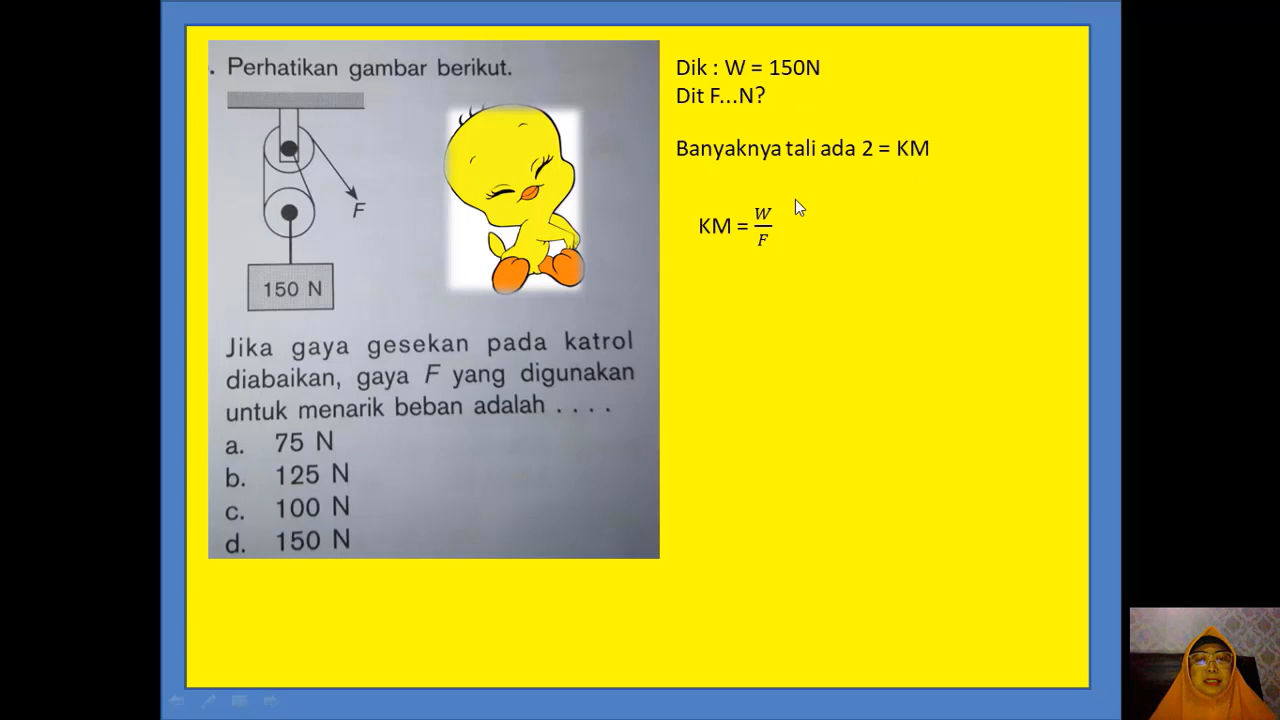 Perhatikan gambar berikut.
F
150 N
Jika gaya gesekan pada katrol
diabaikan, gaya F yang digunakan
untuk menarik beban adalah . . . .
a. 75 N
b. 125 N
c. 100 N
d. 150 N
Dik : W = 150N
Dit F...N?
Banyaknya tali ada 2 = KM
KM = W/F